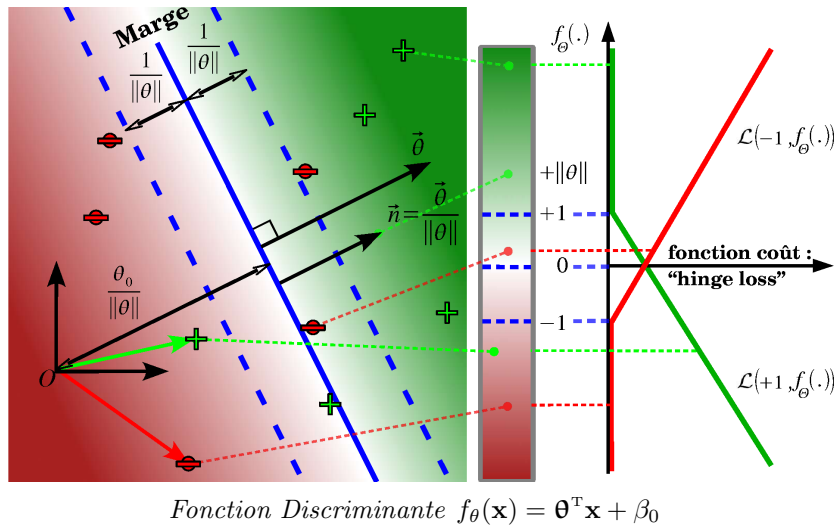 Marge
1/‖θ‖
1/‖θ‖
f_Θ(.)
θ⃗
ℒ(−1,f_Θ(.))
+‖θ‖
n⃗=θ⃗/‖θ‖
+1
fonction coût :
0
"hinge loss"
θ₀/‖θ‖
−1
O
ℒ(+1,f_Θ(.))
Fonction Discriminante f_θ(x) = θᵀx + β₀